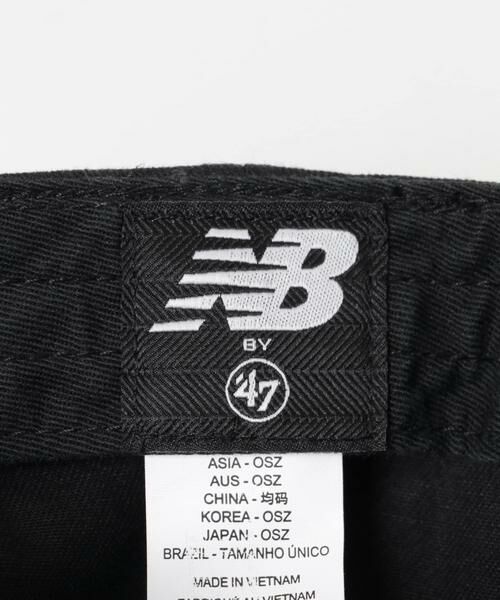 NB
BY
'47
ASIA - OSZ
AUS - OSZ
CHINA - 均码
KOREA - OSZ
JAPAN - OSZ
BRAZIL - TAMANHO ÚNICO
MADE IN VIETNAM